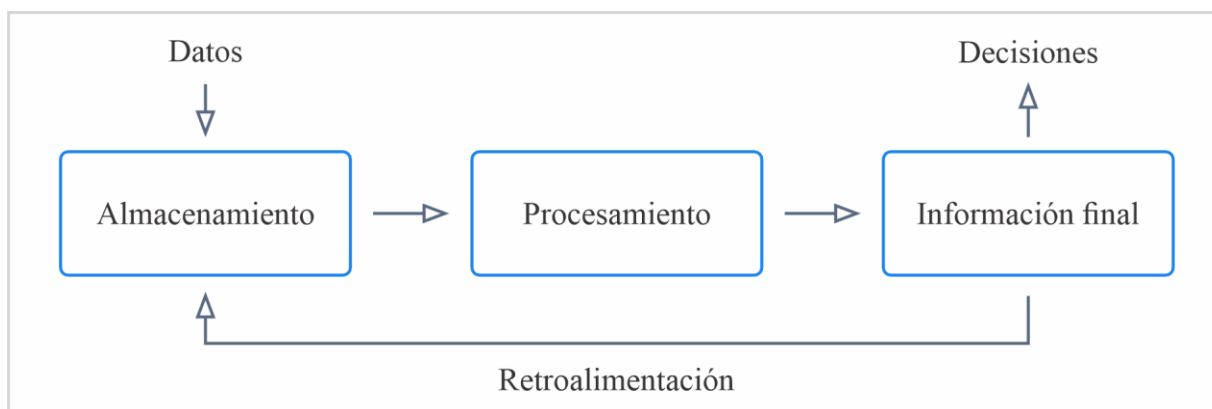 Datos
Decisiones
Almacenamiento
Procesamiento
Información final
Retroalimentación